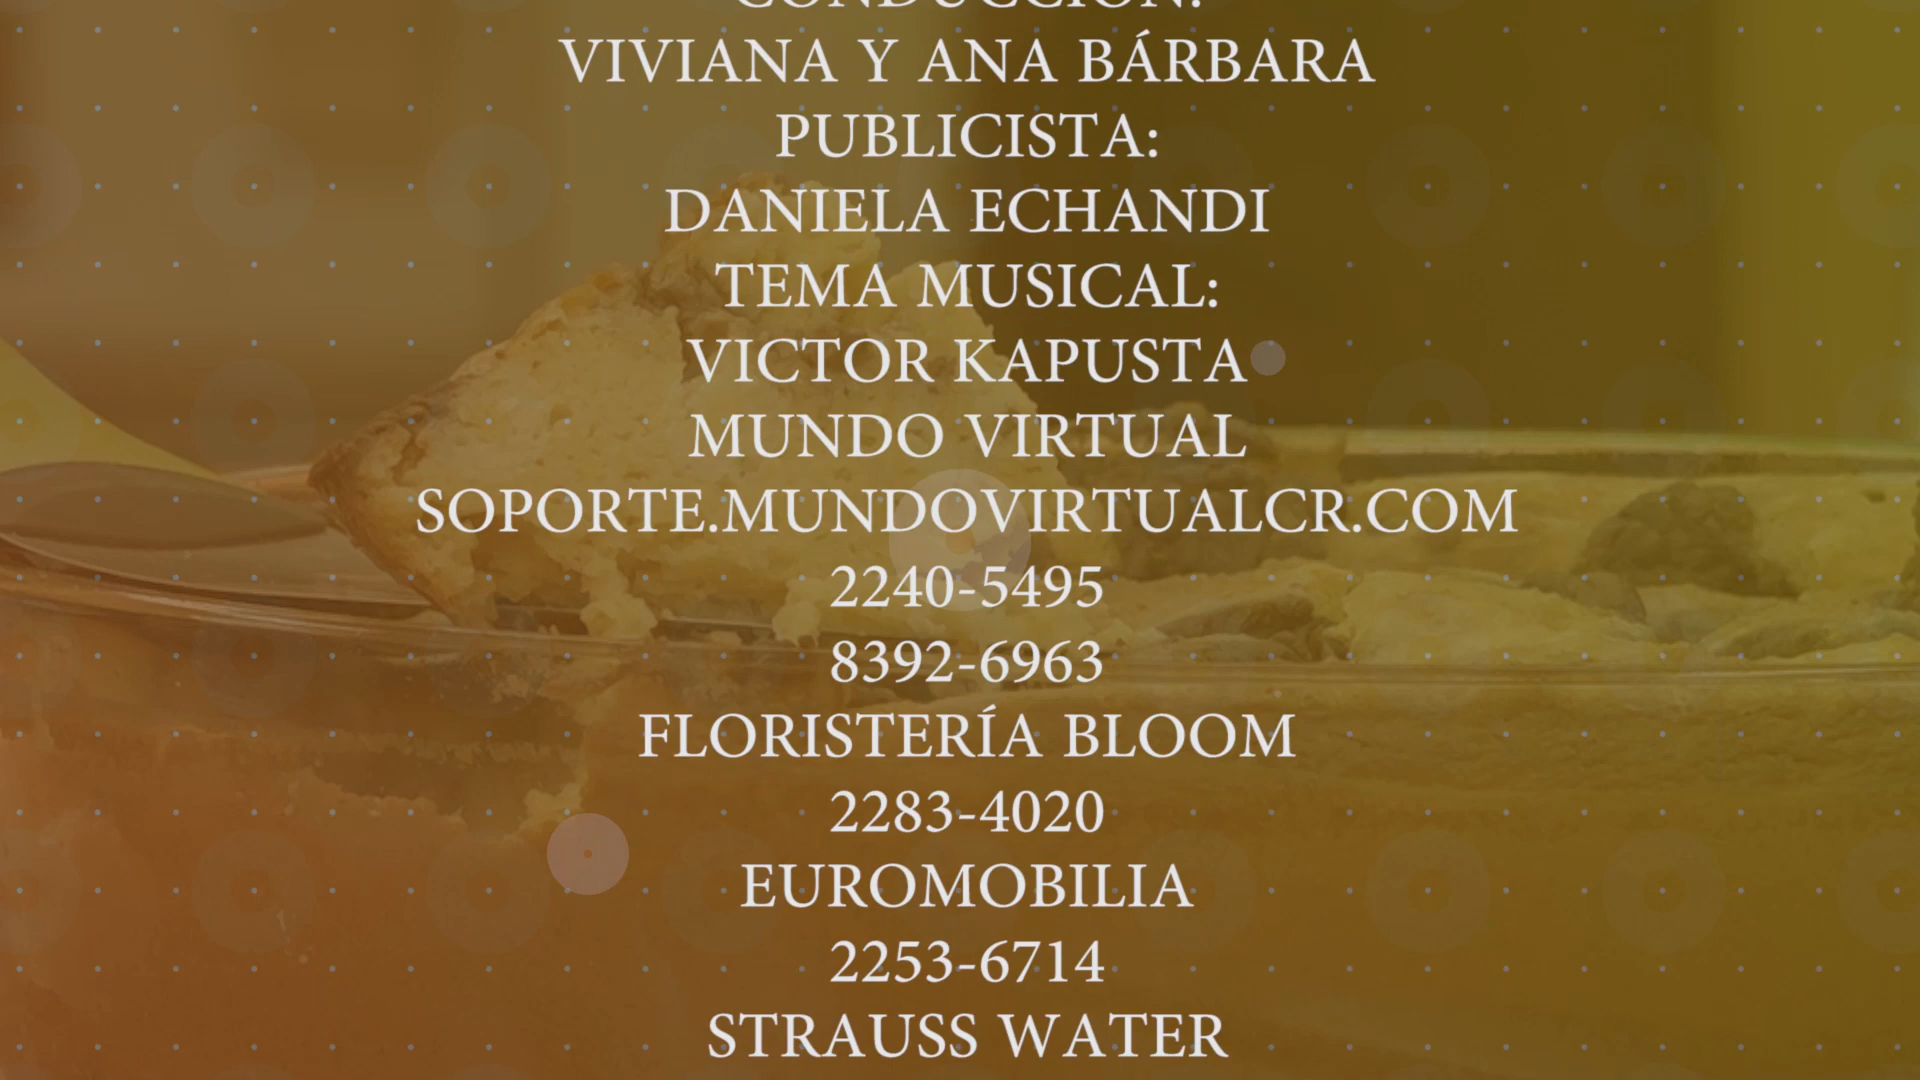 CONDUCCIÓN:
VIVIANA Y ANA BÁRBARA
PUBLICISTA:
DANIELA ECHANDI
TEMA MUSICAL:
VICTOR KAPUSTA
MUNDO VIRTUAL
SOPORTE.MUNDOVIRTUALCR.COM
2240-5495
8392-6963
FLORISTERÍA BLOOM
2283-4020
EUROMOBILIA
2253-6714
STRAUSS WATER